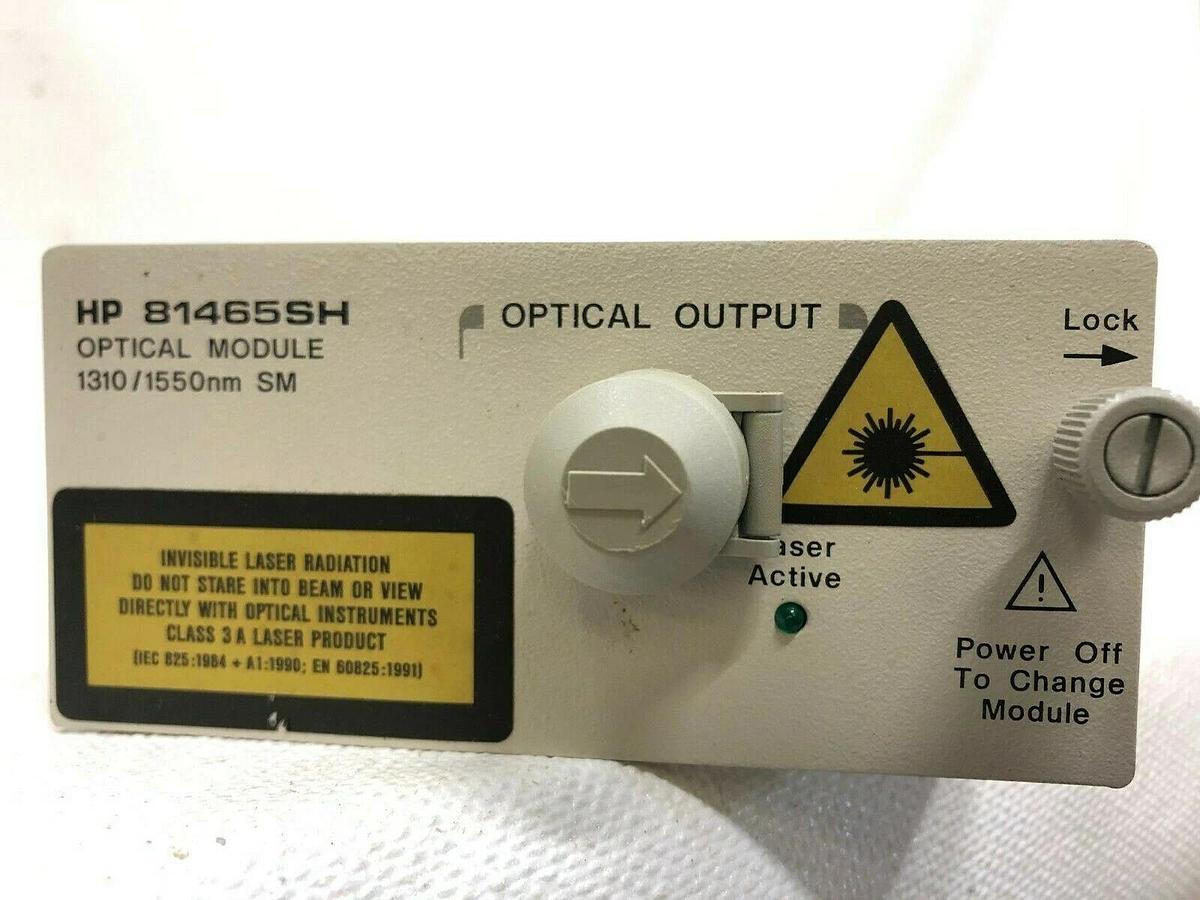 HP 81465SH
OPTICAL MODULE
1310/1550nm SM
OPTICAL OUTPUT
Lock
INVISIBLE LASER RADIATION
DO NOT STARE INTO BEAM OR VIEW
DIRECTLY WITH OPTICAL INSTRUMENTS
CLASS 3A LASER PRODUCT
(IEC 825:1984 + A1:1990; EN 60825:1991)
aser
Active
!
Power Off
To Change
Module